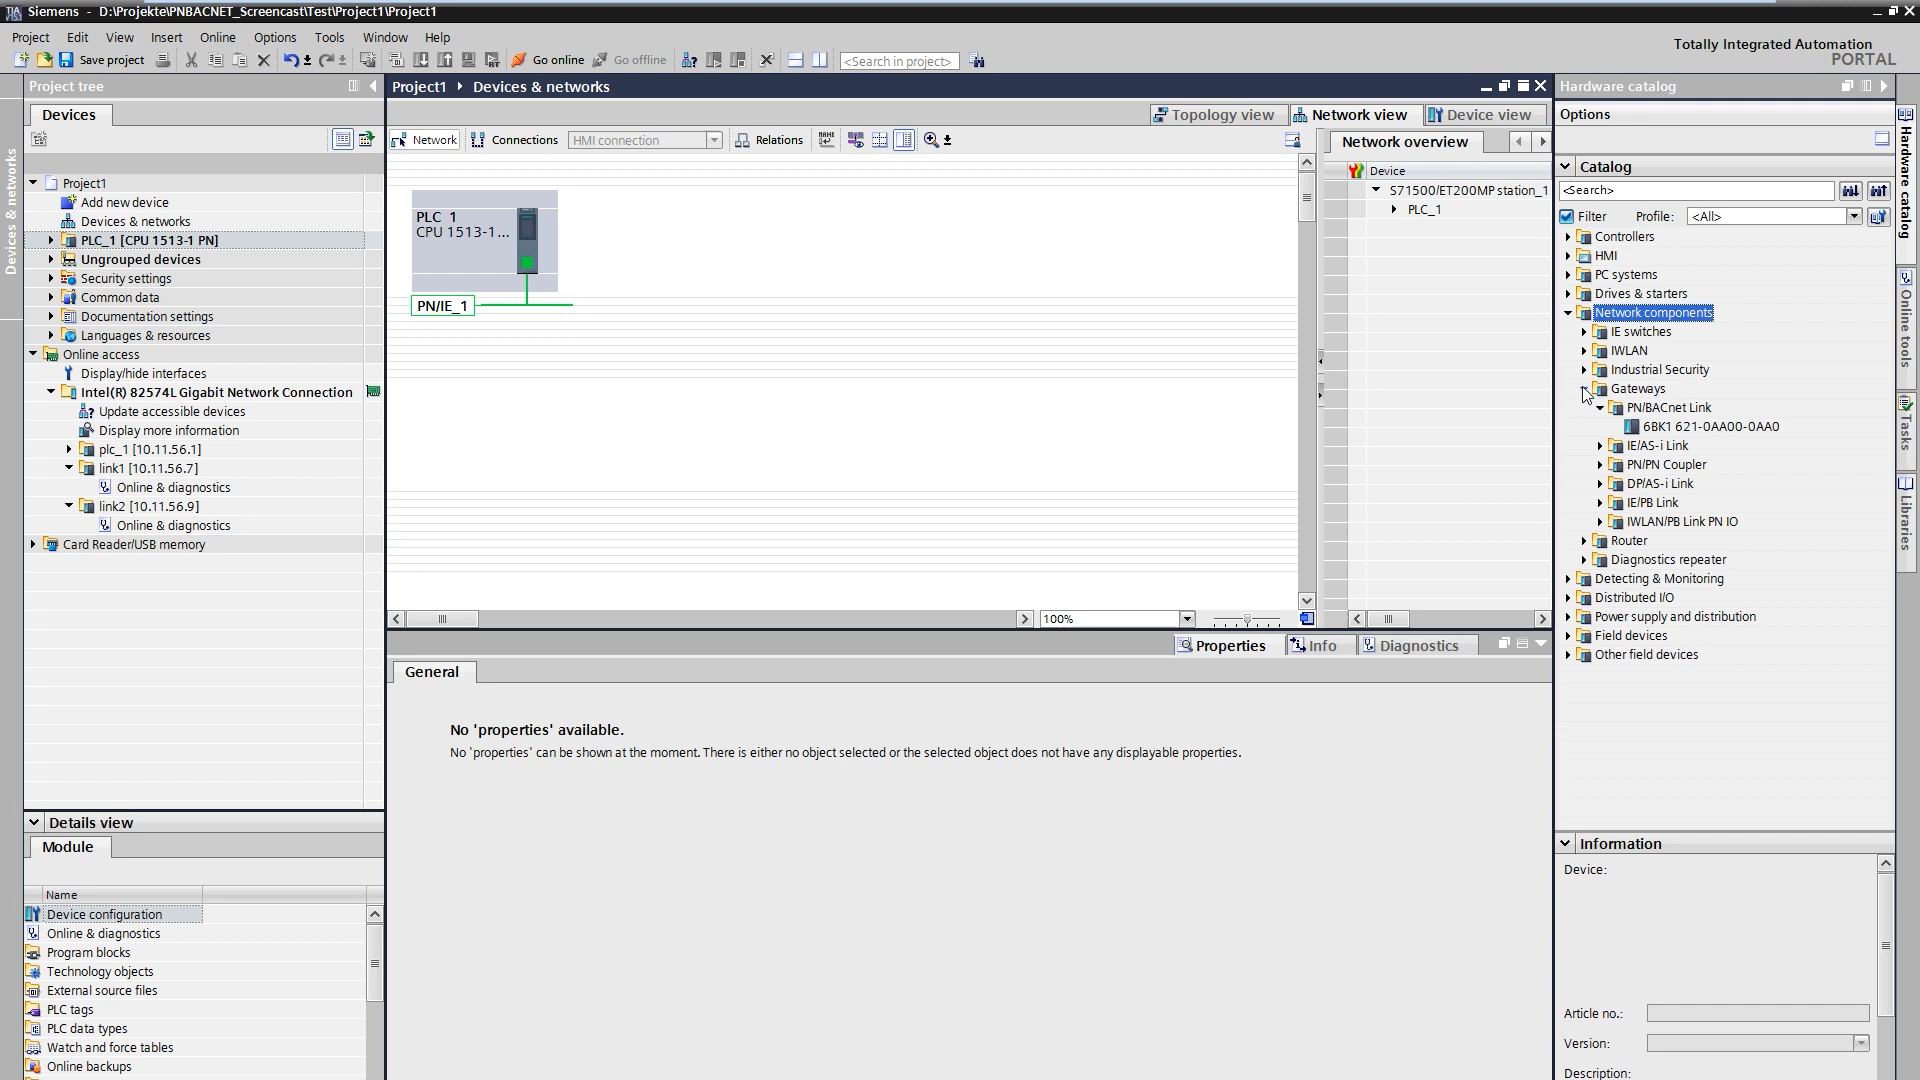 Siemens - D:\Projekte\PNBACNET_Screencast\Test\Project1\Project1
Project Edit View Insert Online Options Tools Window Help
Totally Integrated Automation
PORTAL
Save project
Go online
Go offline
<Search in project>
Project tree
Devices
Devices & networks
Project1
Add new device
Devices & networks
PLC_1 [CPU 1513-1 PN]
Ungrouped devices
Security settings
Common data
Documentation settings
Languages & resources
Online access
Display/hide interfaces
Intel(R) 82574L Gigabit Network Connection
Update accessible devices
Display more information
plc_1 [10.11.56.1]
link1 [10.11.56.7]
Online & diagnostics
link2 [10.11.56.9]
Online & diagnostics
Card Reader/USB memory
Details view
Module
Name
Device configuration
Online & diagnostics
Program blocks
Technology objects
External source files
PLC tags
PLC data types
Watch and force tables
Online backups
Project1 Devices & networks
Topology view
Network view
Device view
Network
Connections
HMI connection
Relations
PLC_1
CPU 1513-1...
PN/IE_1
100%
Network overview
Device
S71500/ET200MP station_1
PLC_1
Properties
Info
Diagnostics
General
No 'properties' available.
No 'properties' can be shown at the moment. There is either no object selected or the selected object does not have any displayable properties.
Hardware catalog
Options
Catalog
<Search>
Filter
Profile:
<All>
Controllers
HMI
PC systems
Drives & starters
Network components
IE switches
IWLAN
Industrial Security
Gateways
PN/BACnet Link
6BK1 621-0AA00-0AA0
IE/AS-i Link
PN/PN Coupler
DP/AS-i Link
IE/PB Link
IWLAN/PB Link PN IO
Router
Diagnostics repeater
Detecting & Monitoring
Distributed I/O
Power supply and distribution
Field devices
Other field devices
Information
Device:
Article no.:
Version:
Description:
Hardware catalog
Online tools
Tasks
Libraries